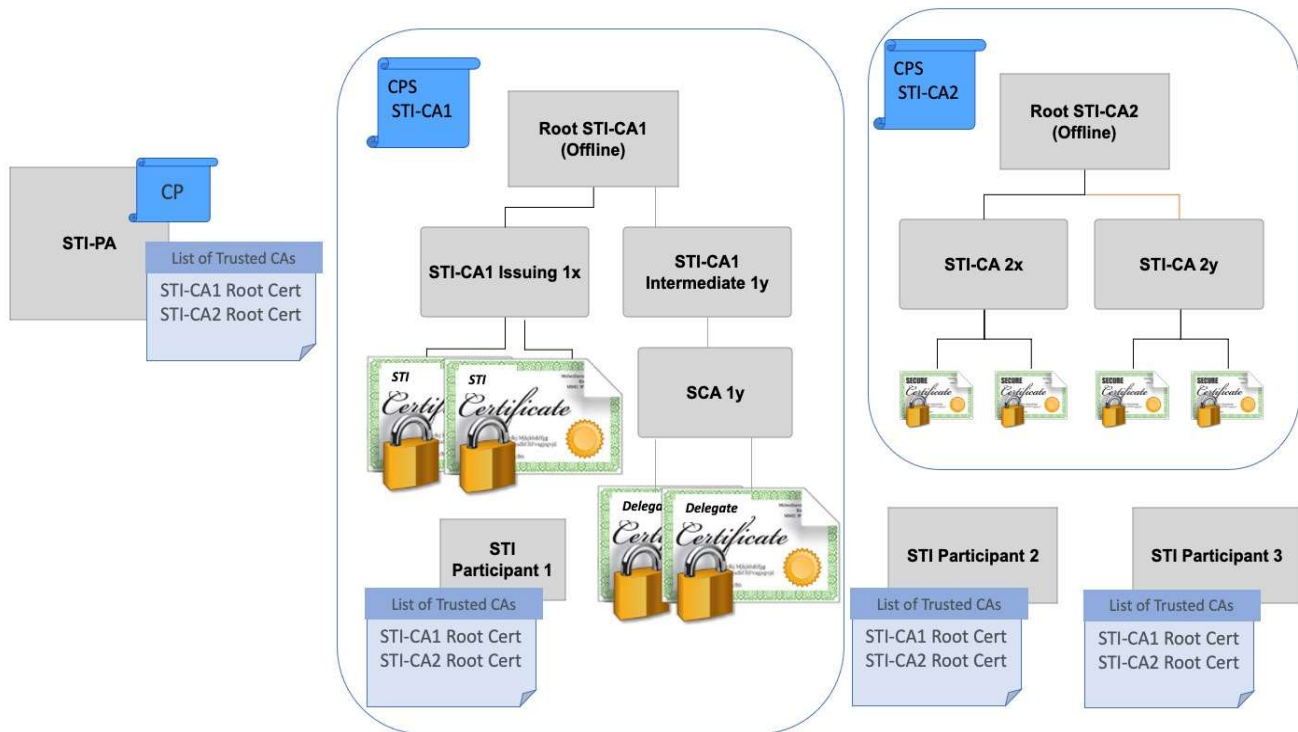 CPS
STI-CA1
Root STI-CA1
(Offline)
CPS
STI-CA2
Root STI-CA2
(Offline)
CP
STI-PA
List of Trusted CAs
STI-CA1 Root Cert
STI-CA2 Root Cert
STI-CA1 Issuing 1x
STI-CA1
Intermediate 1y
STI-CA 2x
STI-CA 2y
STI
Certif
STI
Certificate
SCA 1y
SECURE
Certificate
SECURE
Certificate
SECURE
Certificate
SECURE
Certificate
Delega
Certif
Delegate
Certificate
STI
Participant 1
List of Trusted CAs
STI-CA1 Root Cert
STI-CA2 Root Cert
STI Participant 2
List of Trusted CAs
STI-CA1 Root Cert
STI-CA2 Root Cert
STI Participant 3
List of Trusted CAs
STI-CA1 Root Cert
STI-CA2 Root Cert